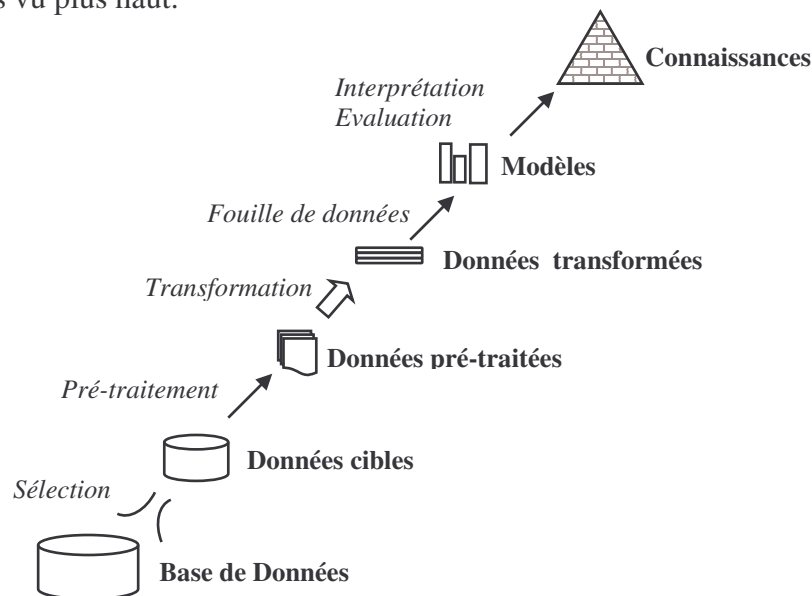 s vu plus haut.
Connaissances
Interprétation
Evaluation
Modèles
Fouille de données
Données transformées
Transformation
Données pré-traitées
Pré-traitement
Données cibles
Sélection
Base de Données